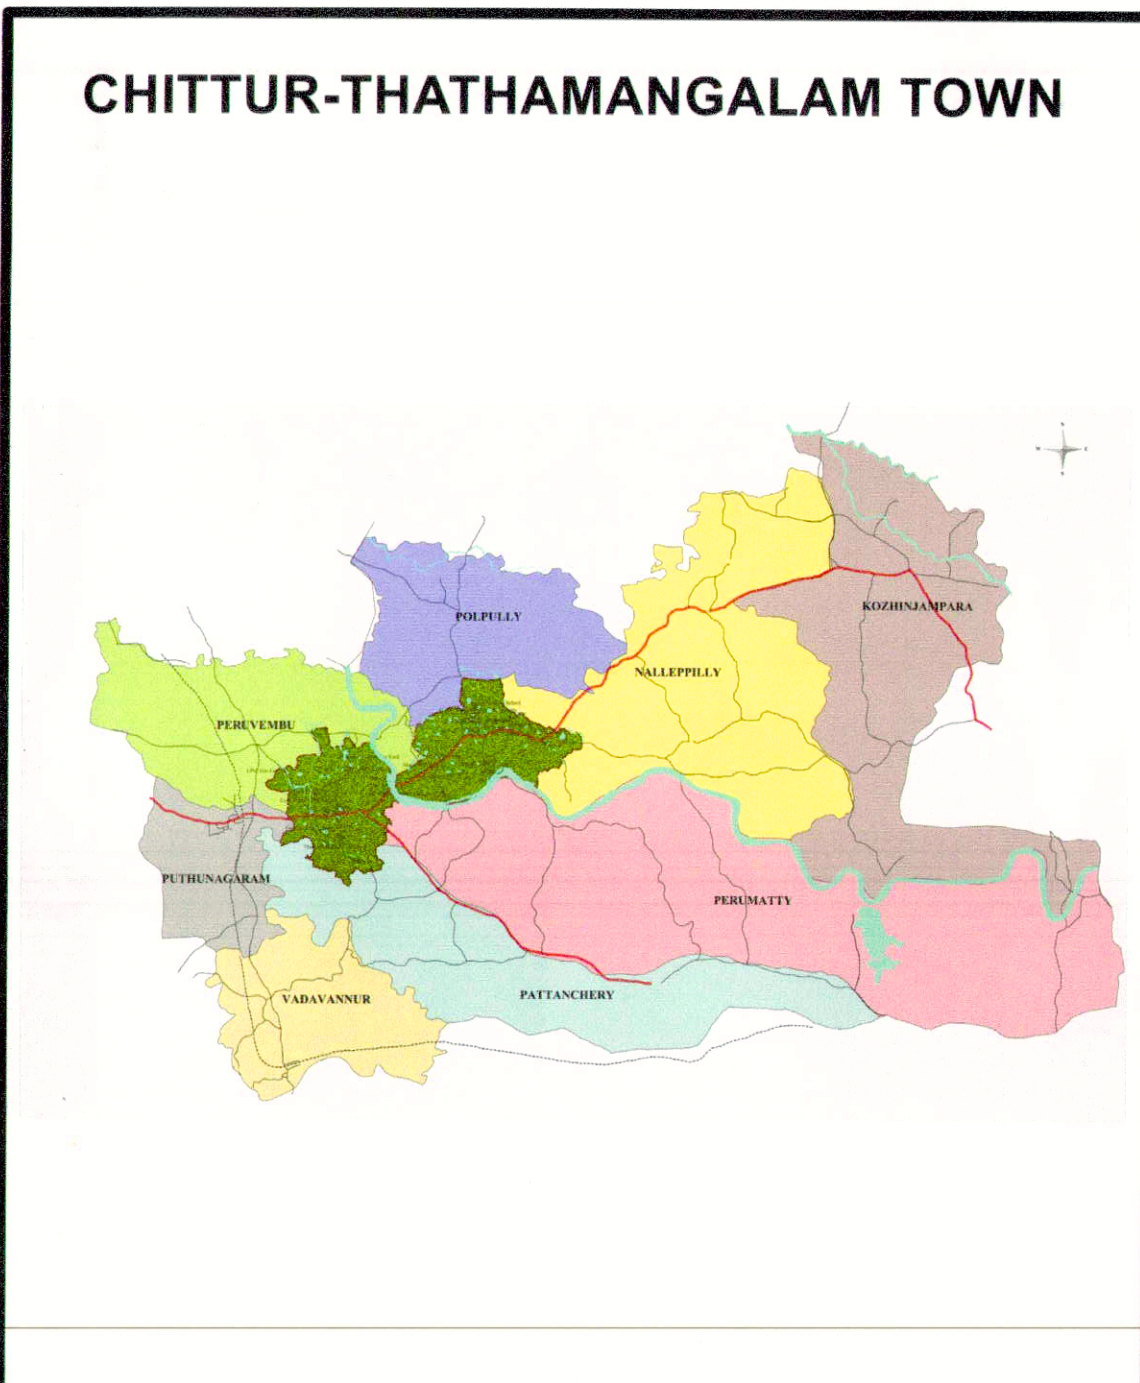 CHITTUR-THATHAMANGALAM TOWN
N
W E
S
KOZHINJAMPARA
POLPULLY
NALLEPPILLY
PERUVEMBU
PUTHUNAGARAM
PERUMATTY
VADAVANNUR
PATTANCHERY